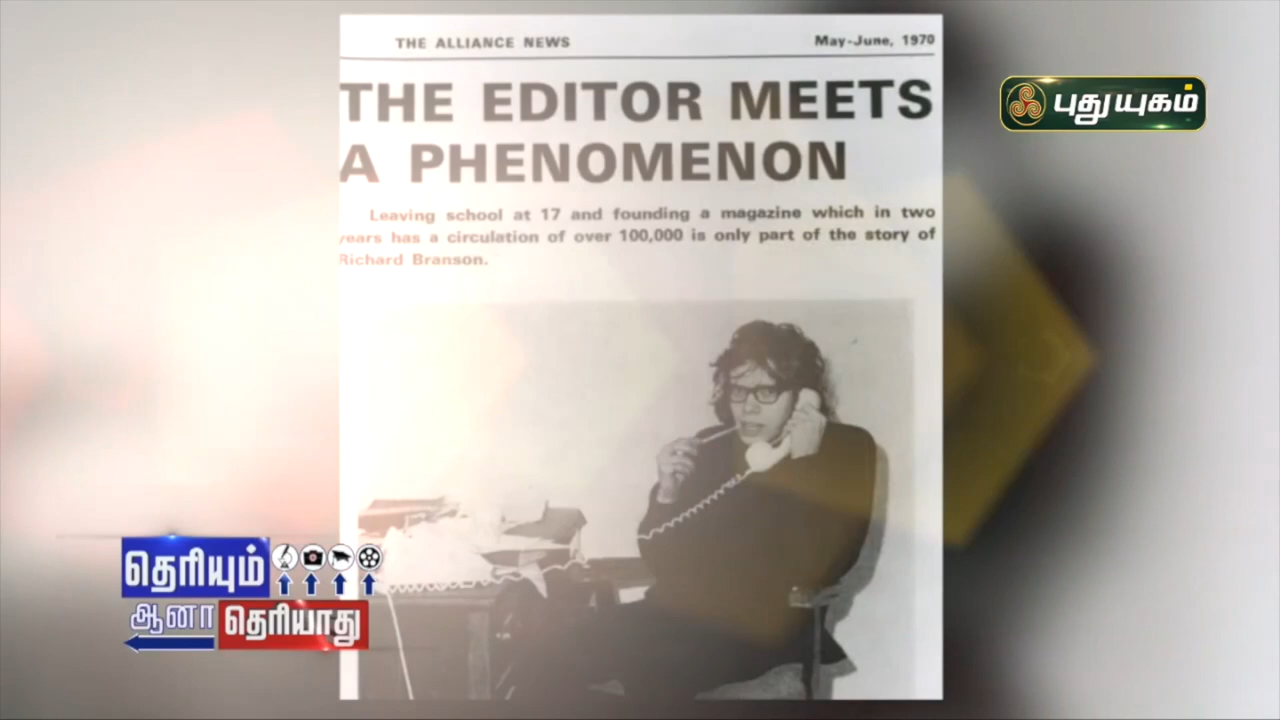 THE ALLIANCE NEWS May-June, 1970
THE EDITOR MEETS
A PHENOMENON
Leaving school at 17 and founding a magazine which in two
years has a circulation of over 100,000 is only part of the story of
Richard Branson.
புதுயுகம்
தெரியும்
ஆனா
தெரியாது